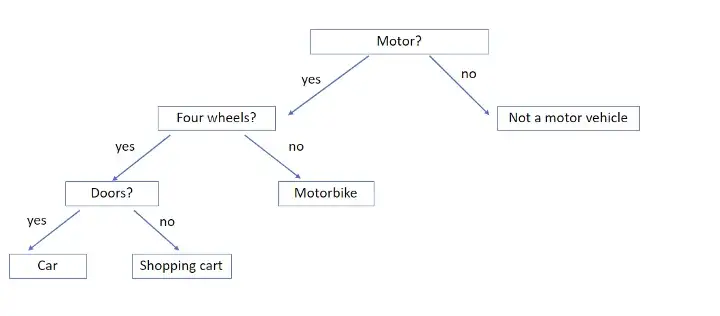 Motor?
yes
no
Four wheels?
Not a motor vehicle
yes
no
Doors?
Motorbike
yes
no
Car
Shopping cart